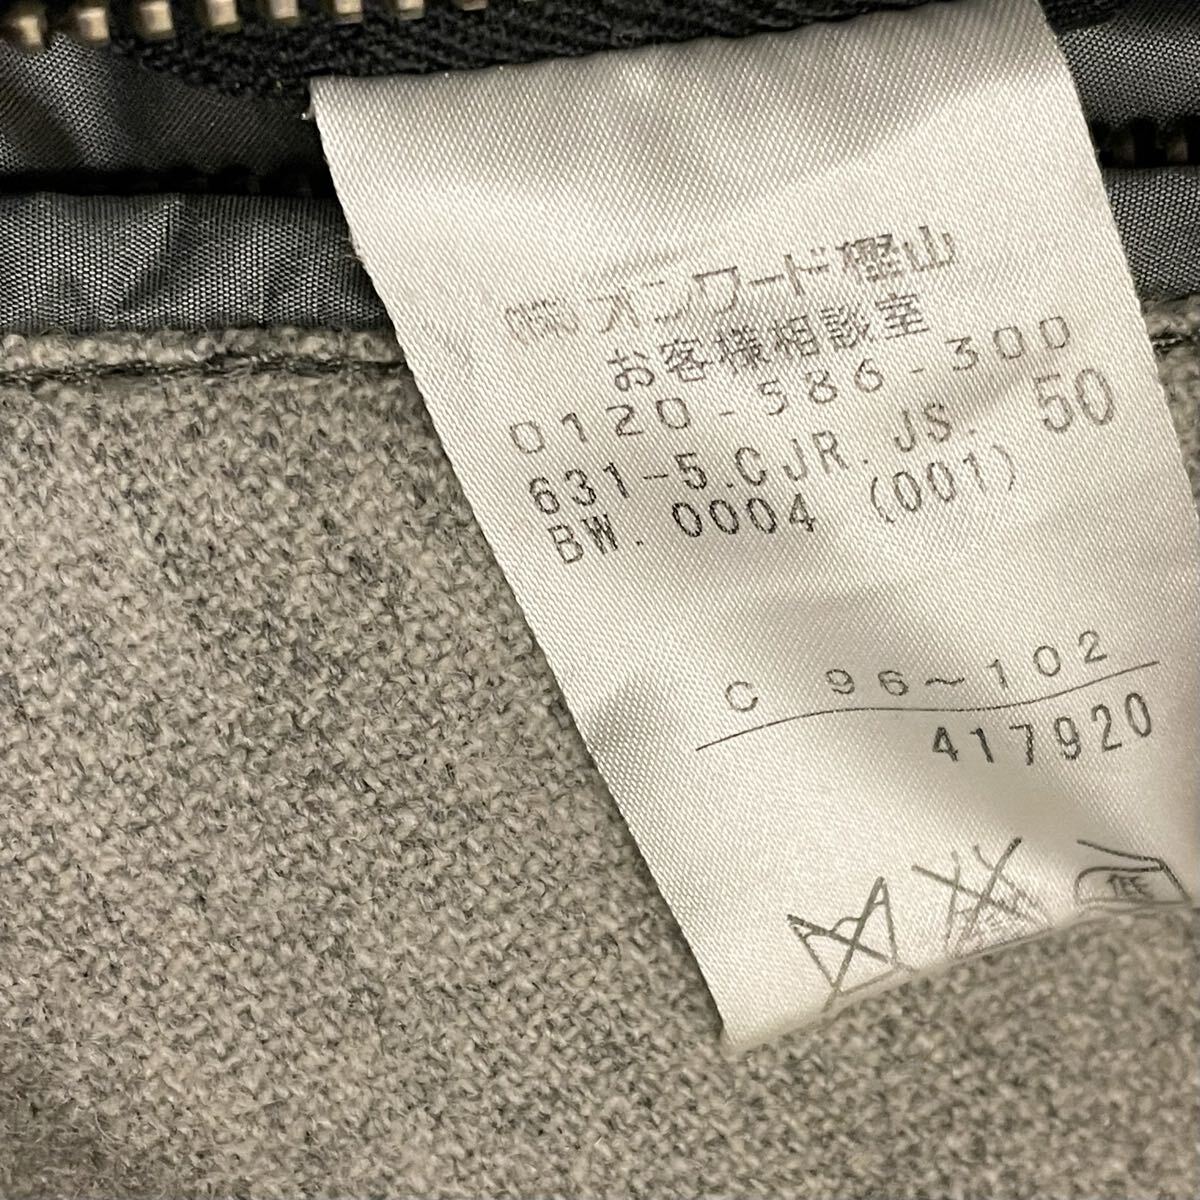 ㈱オンワード樫山
お客様相談室
0120-586-300
631-5.CJR.JS. 50
BW.0004 (001)
C 96～102
417920